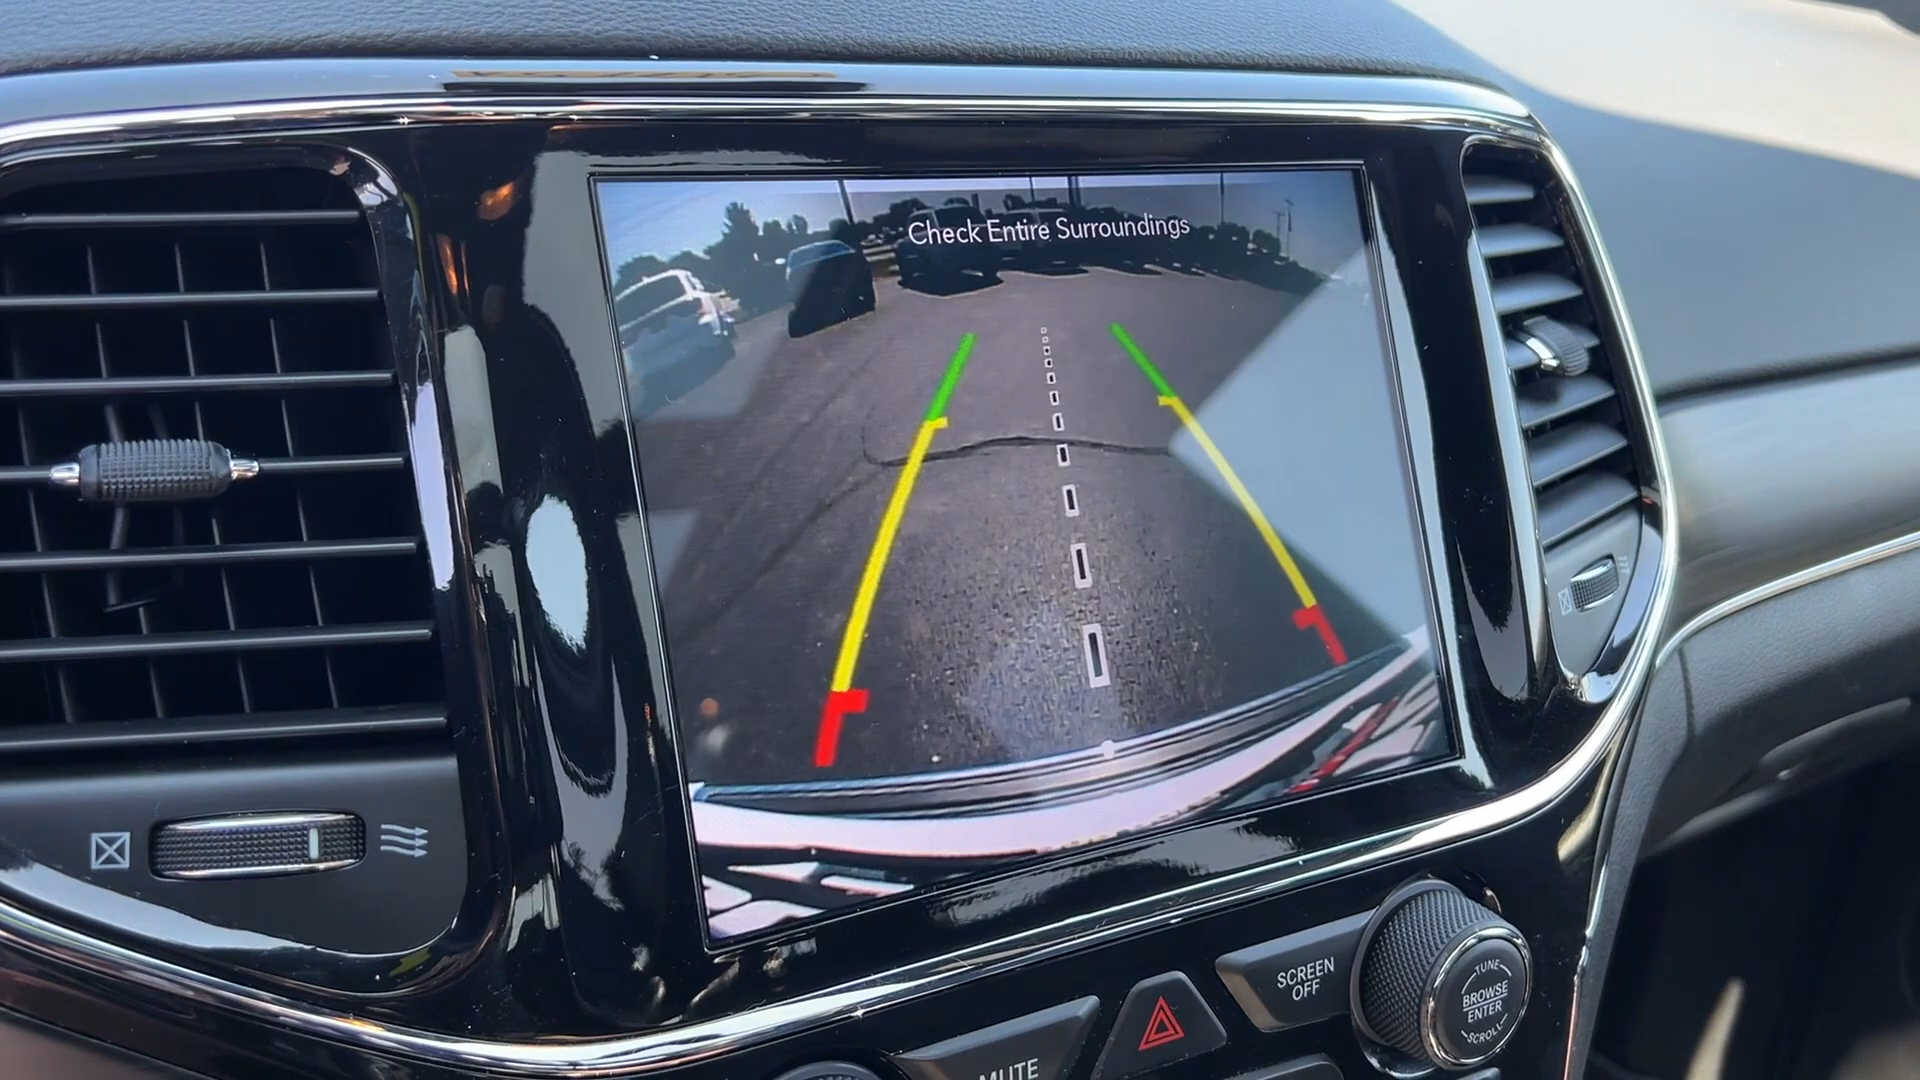 Check Entire Surroundings
SCREEN
OFF
TUNE
BROWSE
ENTER
SCROLL
MUTE